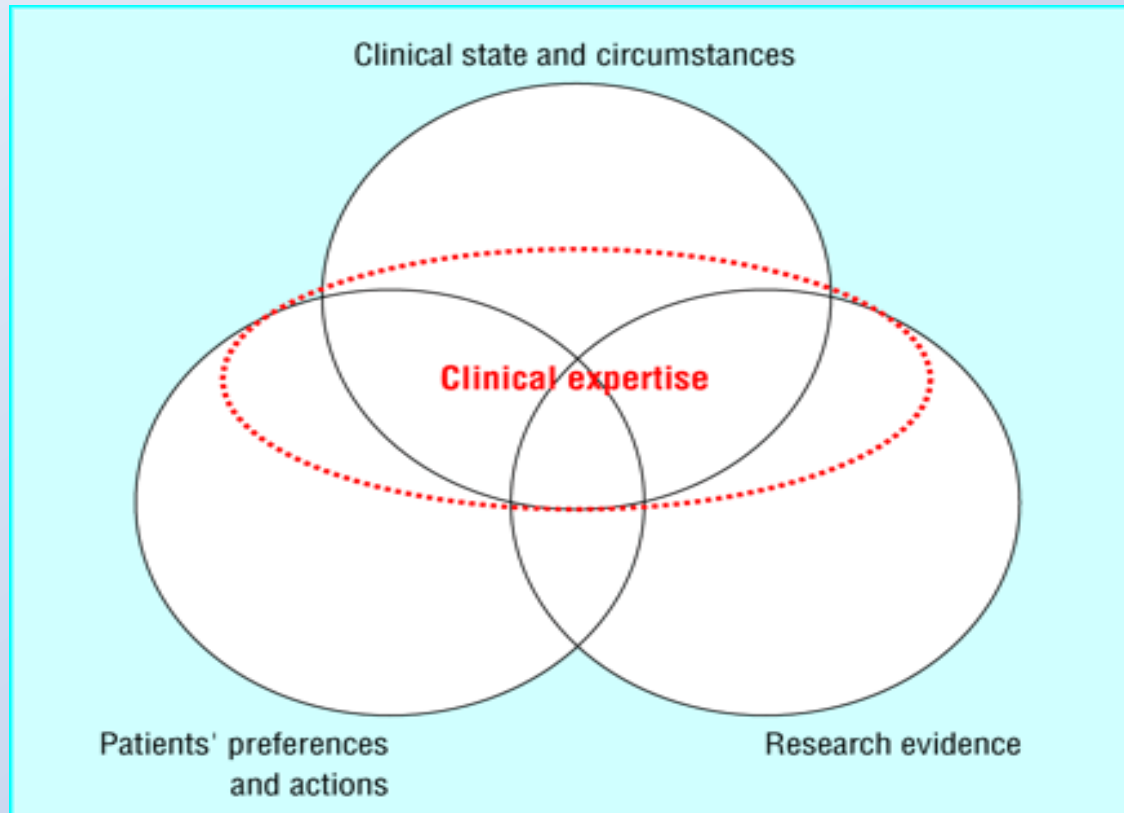 Clinical state and circumstances
Clinical expertise
Patients' preferences
and actions
Research evidence